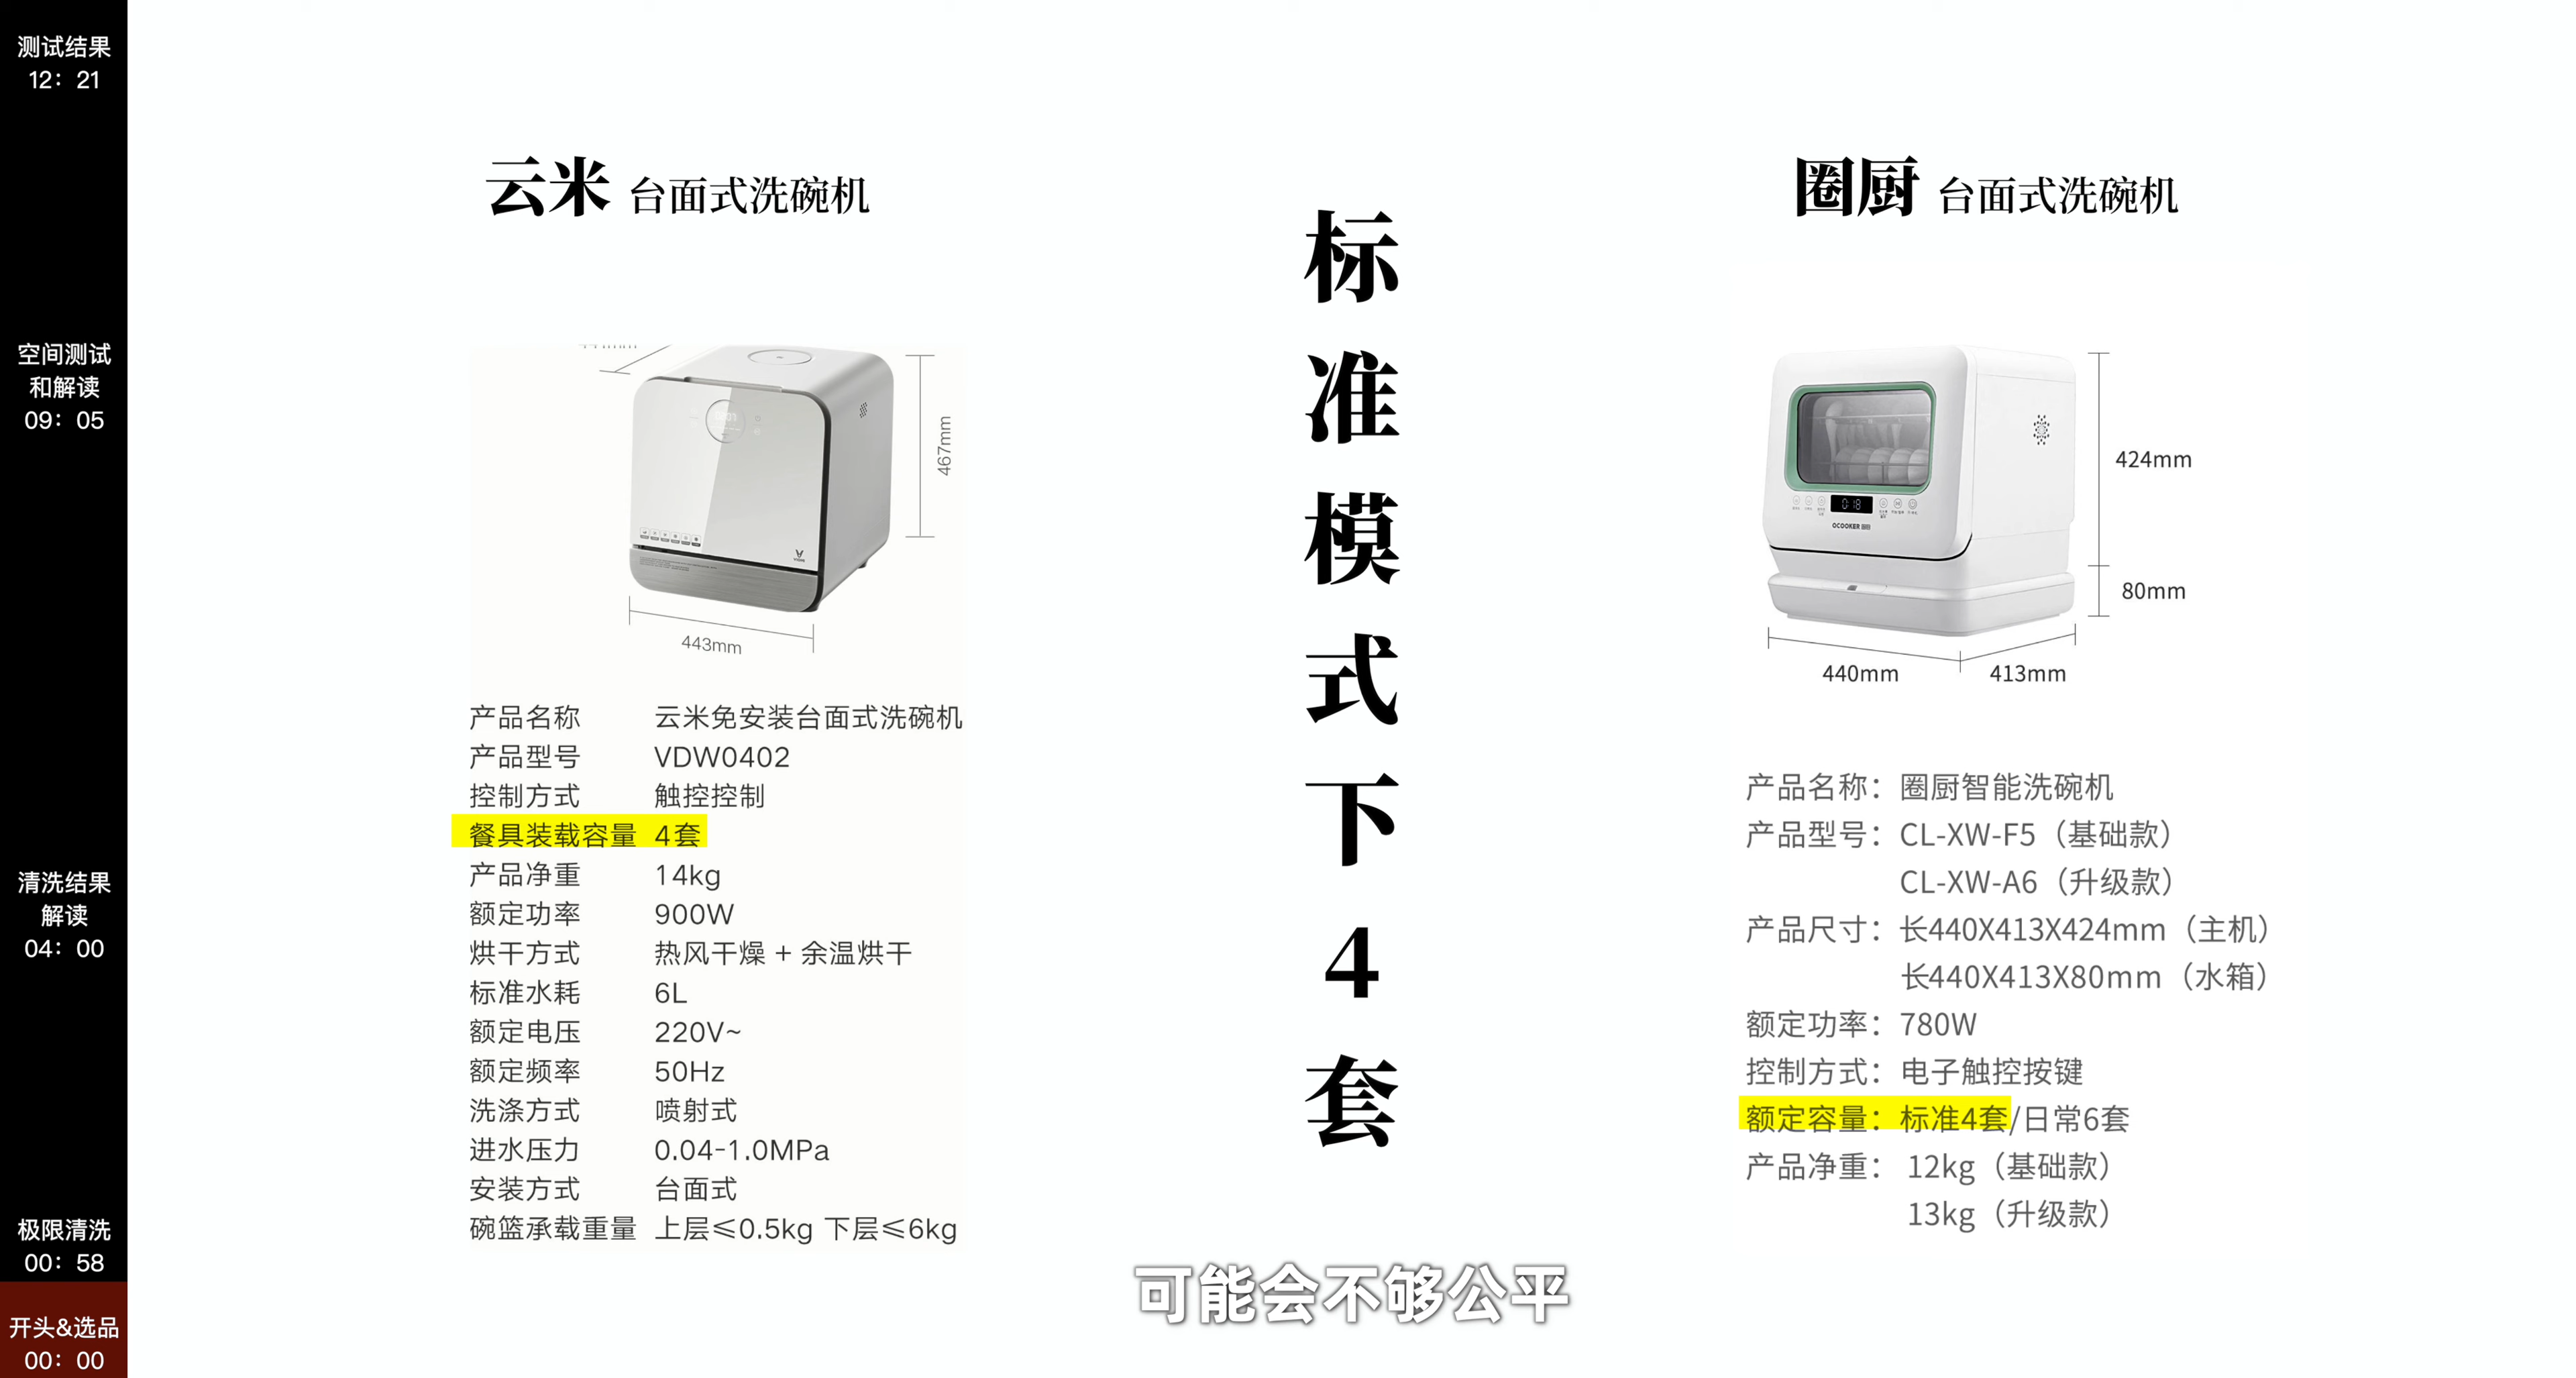 测试结果
12：21
空间测试
和解读
09：05
清洗结果
解读
04：00
极限清洗
00：58
开头&选品
00：00
云米 台面式洗碗机
467mm
443mm
产品名称 云米免安装台面式洗碗机
产品型号 VDW0402
控制方式 触控控制
餐具装载容量 4套
产品净重 14kg
额定功率 900W
烘干方式 热风干燥 + 余温烘干
标准水耗 6L
额定电压 220V~
额定频率 50Hz
洗涤方式 喷射式
进水压力 0.04-1.0MPa
安装方式 台面式
碗篮承载重量 上层≤0.5kg 下层≤6kg
标准模式下4套
圈厨 台面式洗碗机
0:18
OCOOKER
424mm
80mm
440mm
413mm
产品名称：圈厨智能洗碗机
产品型号：CL-XW-F5（基础款）
CL-XW-A6（升级款）
产品尺寸：长440X413X424mm（主机）
长440X413X80mm（水箱）
额定功率：780W
控制方式：电子触控按键
额定容量：标准4套/日常6套
产品净重：12kg（基础款）
13kg（升级款）
可能会不够公平